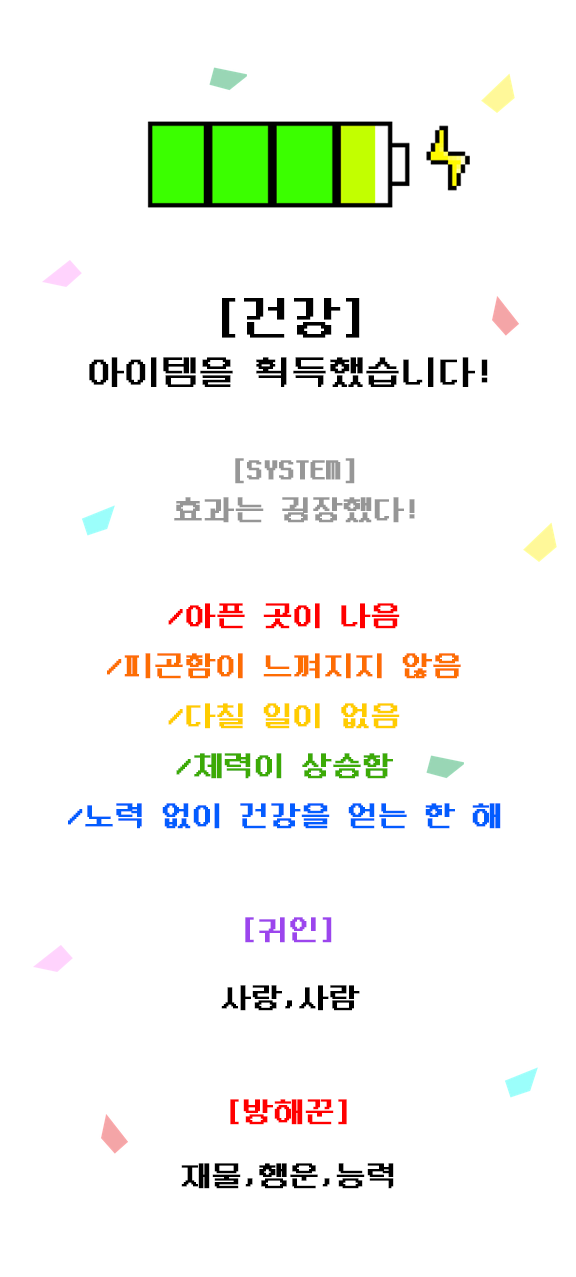 [건강]
아이템을 획득했습니다!
[SYSTEM]
효과는 굉장했다!
/아픈 곳이 나음
/피곤함이 느껴지지 않음
/다칠 일이 없음
/체력이 상승함
/노력 없이 건강을 얻는 한 해
[귀인]
사랑,사람
[방해꾼]
재물,행운,능력